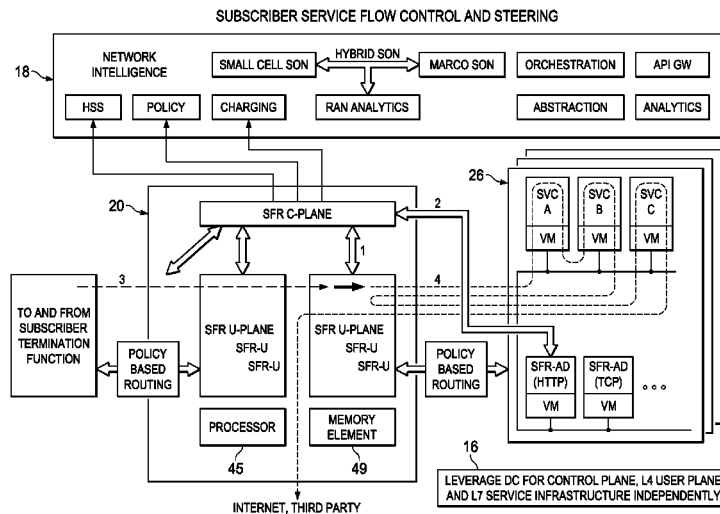 SUBSCRIBER SERVICE FLOW CONTROL AND STEERING
18
NETWORK
INTELLIGENCE
SMALL CELL SON
HYBRID SON
MARCO SON
ORCHESTRATION
API GW
HSS
POLICY
CHARGING
RAN ANALYTICS
ABSTRACTION
ANALYTICS
20
SFR C-PLANE
2
26
SVC
A
VM
SVC
B
VM
SVC
C
VM
1
3
4
TO AND FROM
SUBSCRIBER
TERMINATION
FUNCTION
POLICY
BASED
ROUTING
SFR U-PLANE
SFR-U
SFR-U
SFR U-PLANE
SFR-U
SFR-U
POLICY
BASED
ROUTING
SFR-AD
(HTTP)
VM
SFR-AD
(TCP)
VM
PROCESSOR
45
MEMORY
ELEMENT
49
16
LEVERAGE DC FOR CONTROL PLANE, L4 USER PLANE
AND L7 SERVICE INFRASTRUCTURE INDEPENDENTLY
INTERNET, THIRD PARTY